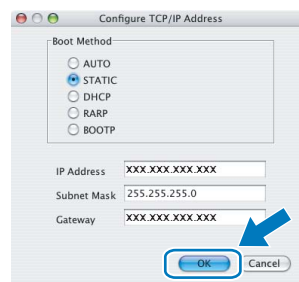 Configure TCP/IP Address
Boot Method
AUTO
STATIC
DHCP
RARP
BOOTP
IP Address XXX.XXX.XXX.XXX
Subnet Mask 255.255.255.0
Gateway XXX.XXX.XXX.XXX
OK Cancel